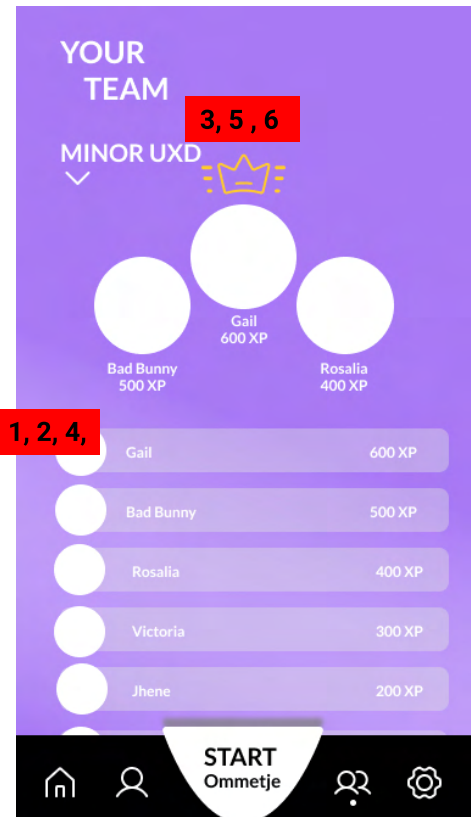 YOUR
TEAM
3, 5 , 6
MINOR UXD
Gail
600 XP
Bad Bunny
500 XP
Rosalia
400 XP
1, 2, 4,
Gail 600 XP
Bad Bunny 500 XP
Rosalia 400 XP
Victoria 300 XP
Jhene 200 XP
START
Ommetje